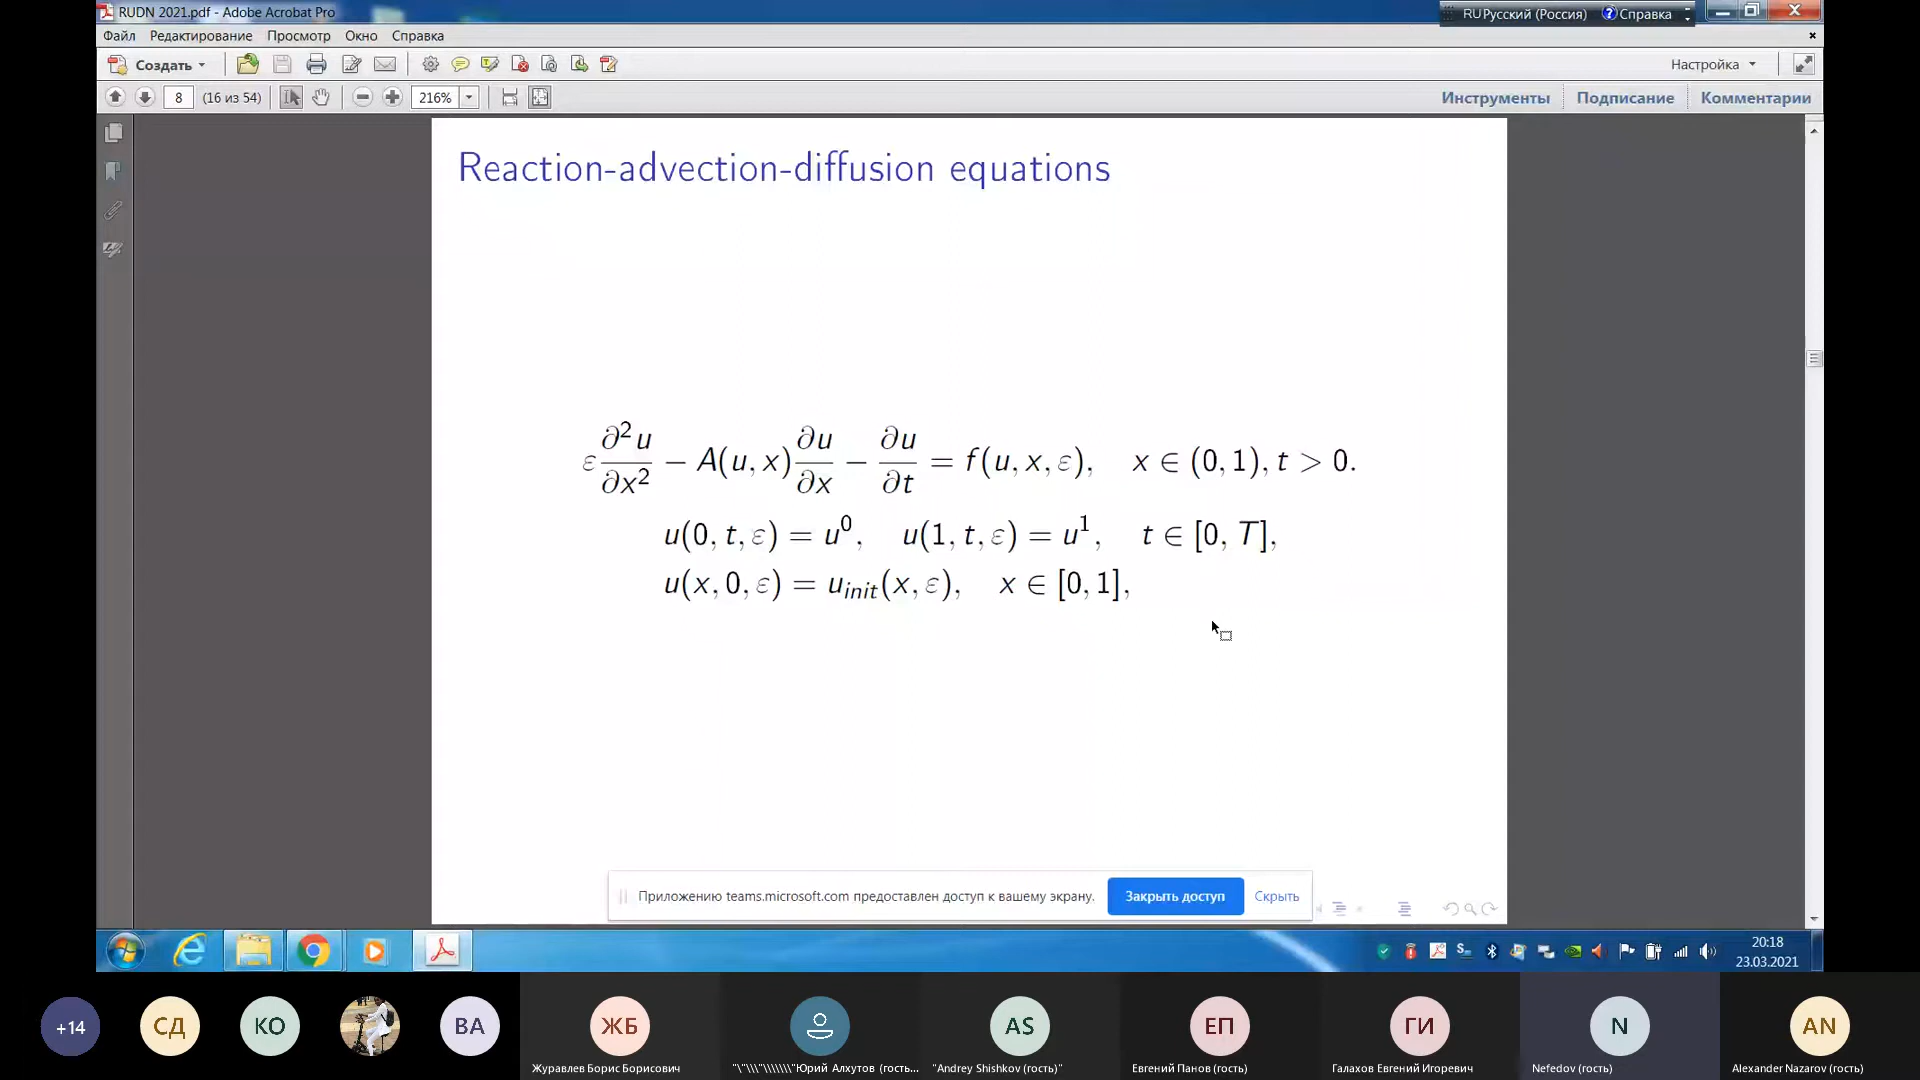 RUDN 2021.pdf - Adobe Acrobat Pro
RU Русский (Россия) Справка
Файл Редактирование Просмотр Окно Справка
Создать
Настройка
8 (16 из 54) 216%
Инструменты Подписание Комментарии
Reaction-advection-diffusion equations
ε ∂²u/∂x² − A(u, x) ∂u/∂x − ∂u/∂t = f(u, x, ε), x ∈ (0, 1), t > 0.
u(0, t, ε) = u⁰, u(1, t, ε) = u¹, t ∈ [0, T],
u(x, 0, ε) = u_init(x, ε), x ∈ [0, 1],
Приложению teams.microsoft.com предоставлен доступ к вашему экрану. Закрыть доступ Скрыть
20:18
23.03.2021
+14 СД КО ВА ЖБ AS ЕП ГИ N AN
Журавлев Борис Борисович
"\"\\\"\\\\\\\"Юрий Алхутов (гость...
"Andrey Shishkov (гость)"
Евгений Панов (гость)
Галахов Евгений Игоревич
Nefedov (гость)
Alexander Nazarov (гость)